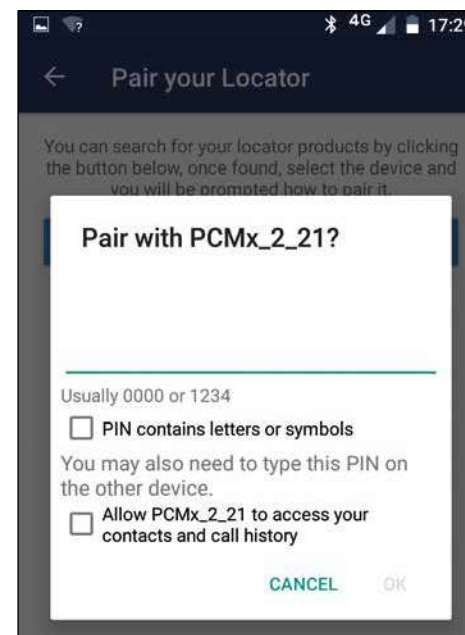 4G 17:29
Pair your Locator
You can search for your locator products by clicking
the button below, once found, select the device and
you will be prompted how to pair it.
Pair with PCMx_2_21?
Usually 0000 or 1234
PIN contains letters or symbols
You may also need to type this PIN on
the other device.
Allow PCMx_2_21 to access your
contacts and call history
CANCEL OK